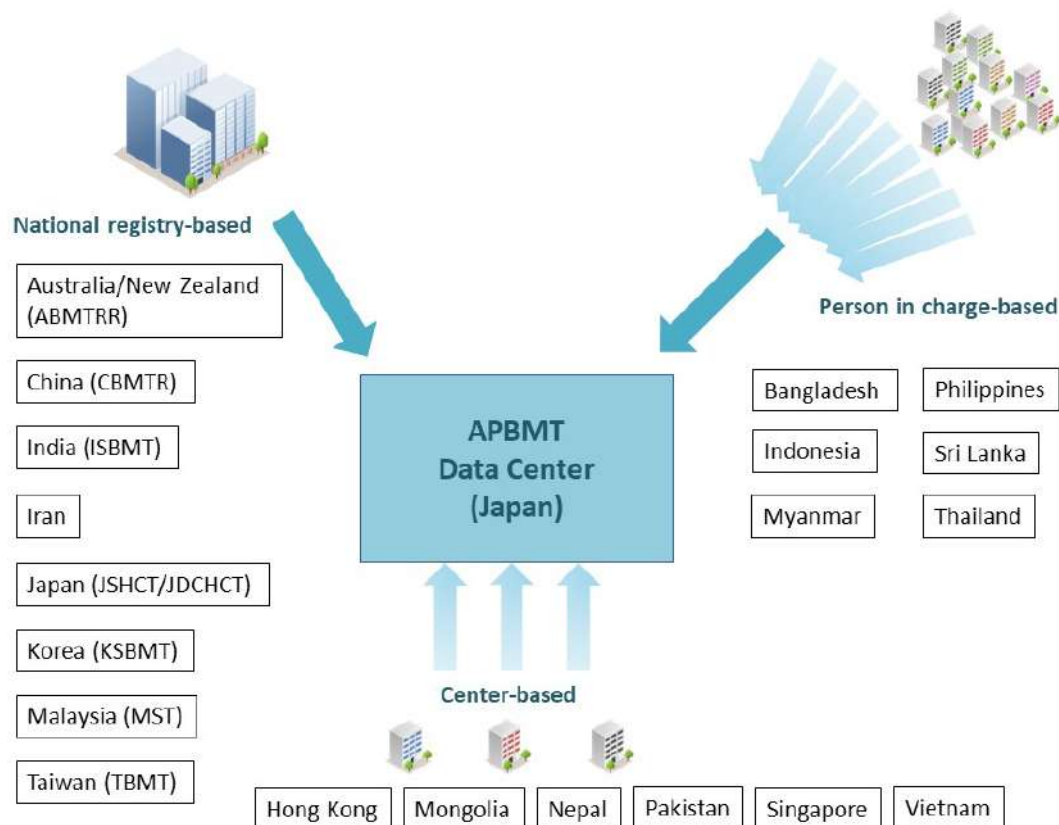 National registry-based
Australia/New Zealand
(ABMTRR)
China (CBMTR)
India (ISBMT)
Iran
Japan (JSHCT/JDCHCT)
Korea (KSBMT)
Malaysia (MST)
Taiwan (TBMT)
APBMT
Data Center
(Japan)
Person in charge-based
Bangladesh
Philippines
Indonesia
Sri Lanka
Myanmar
Thailand
Center-based
Hong Kong
Mongolia
Nepal
Pakistan
Singapore
Vietnam